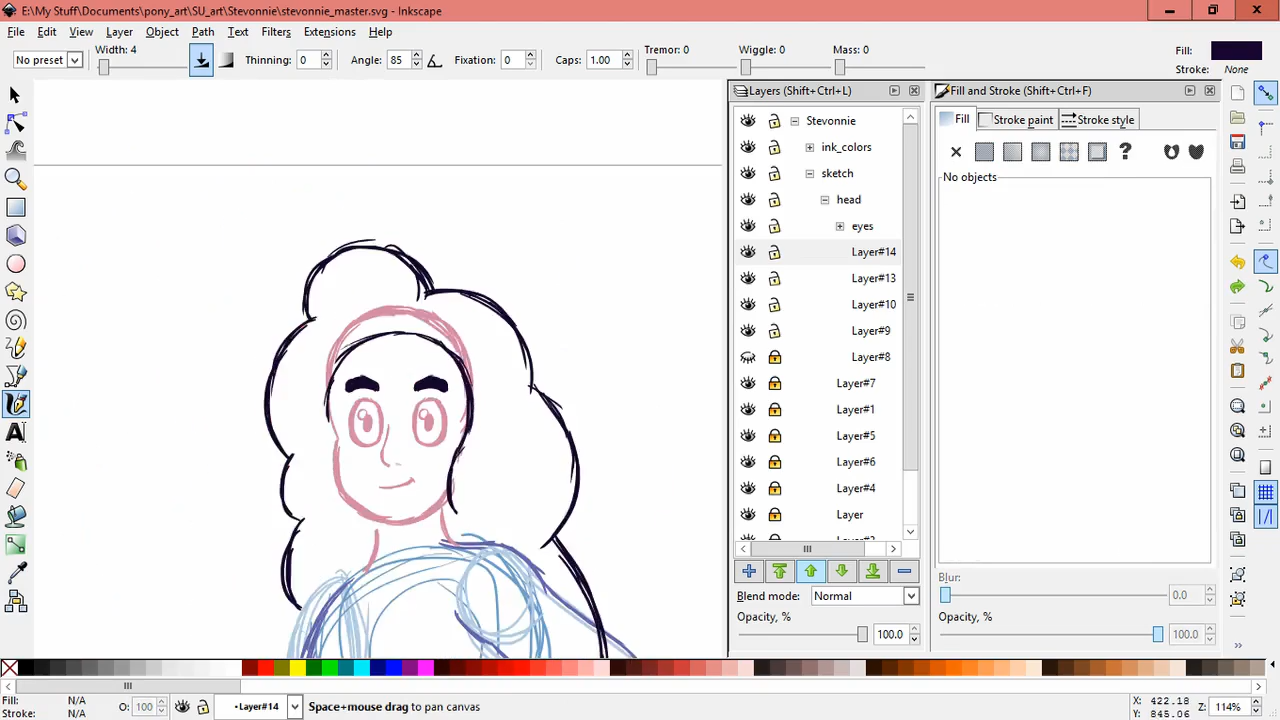 E:\My Stuff\Documents\pony_art\SU_art\Stevonnie\stevonnie_master.svg - Inkscape
File Edit View Layer Object Path Filters Text Extensions Help
No preset Width: 4 Thinning: 0 Angle: 85 Fixation: 0 Caps: 1.00 Tremor: 0 Wiggle: 0 Mass: 0 Fill: Stroke: None
Layers (Shift+Ctrl+L)
Fill and Stroke (Shift+Ctrl+F)
Stevonnie
ink_colors
sketch
head
eyes
Layer#14
Layer#13
Layer#10
Layer#9
Layer#8
Layer#7
Layer#1
Layer#5
Layer#6
Layer#4
Layer
Blend mode: Normal
Opacity, % 100.0
Fill Stroke paint Stroke style
?
No objects
Blur: 0.0
Opacity, % 100.0
Fill: N/A
Stroke: N/A
O: 100
•Layer#14 Space+mouse drag to pan canvas
X: 422.18
Y: 845.06
Z: 114%